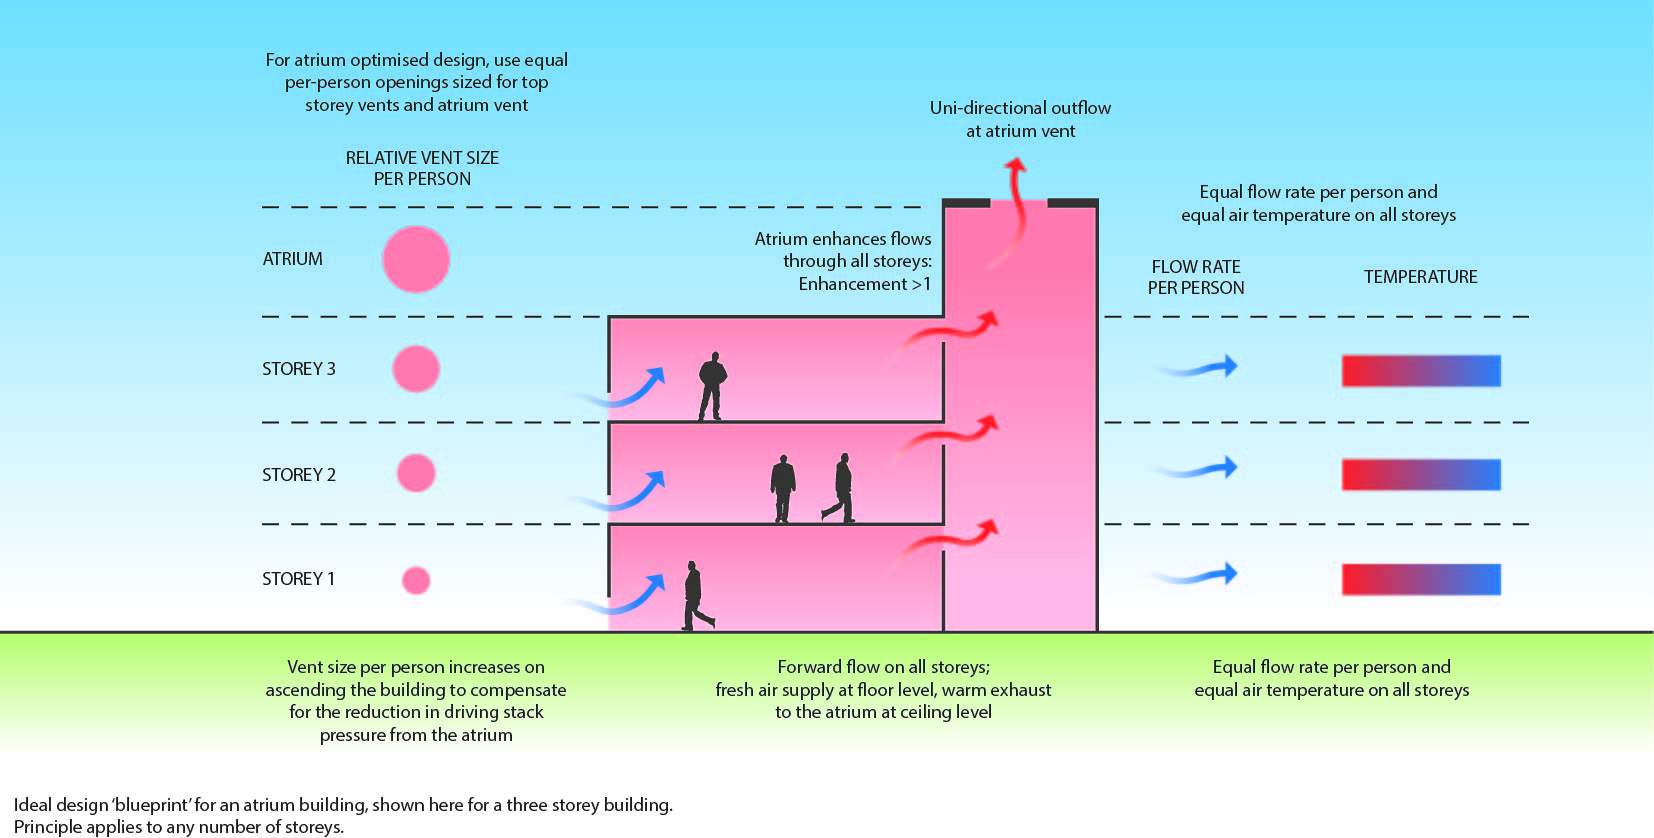 For atrium optimised design, use equal
per-person openings sized for top
storey vents and atrium vent
RELATIVE VENT SIZE
PER PERSON
ATRIUM
STOREY 3
STOREY 2
STOREY 1
Uni-directional outflow
at atrium vent
Atrium enhances flows
through all storeys:
Enhancement >1
Equal flow rate per person and
equal air temperature on all storeys
FLOW RATE
PER PERSON
TEMPERATURE
Vent size per person increases on
ascending the building to compensate
for the reduction in driving stack
pressure from the atrium
Forward flow on all storeys;
fresh air supply at floor level, warm exhaust
to the atrium at ceiling level
Equal flow rate per person and
equal air temperature on all storeys
Ideal design ‘blueprint’ for an atrium building, shown here for a three storey building.
Principle applies to any number of storeys.